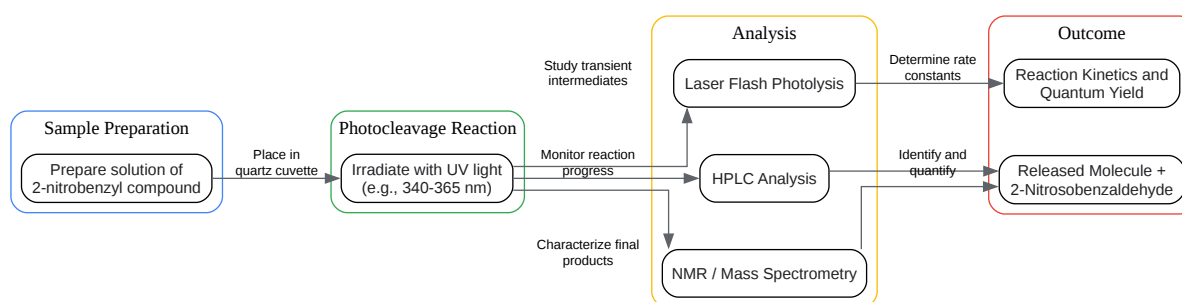 Sample Preparation
Prepare solution of
2-nitrobenzyl compound
Place in
quartz cuvette
Photocleavage Reaction
Irradiate with UV light
(e.g., 340-365 nm)
Study transient
intermediates
Monitor reaction
progress
Characterize final
products
Analysis
Laser Flash Photolysis
HPLC Analysis
NMR / Mass Spectrometry
Determine rate
constants
Identify and
quantify
Outcome
Reaction Kinetics and
Quantum Yield
Released Molecule +
2-Nitrosobenzaldehyde